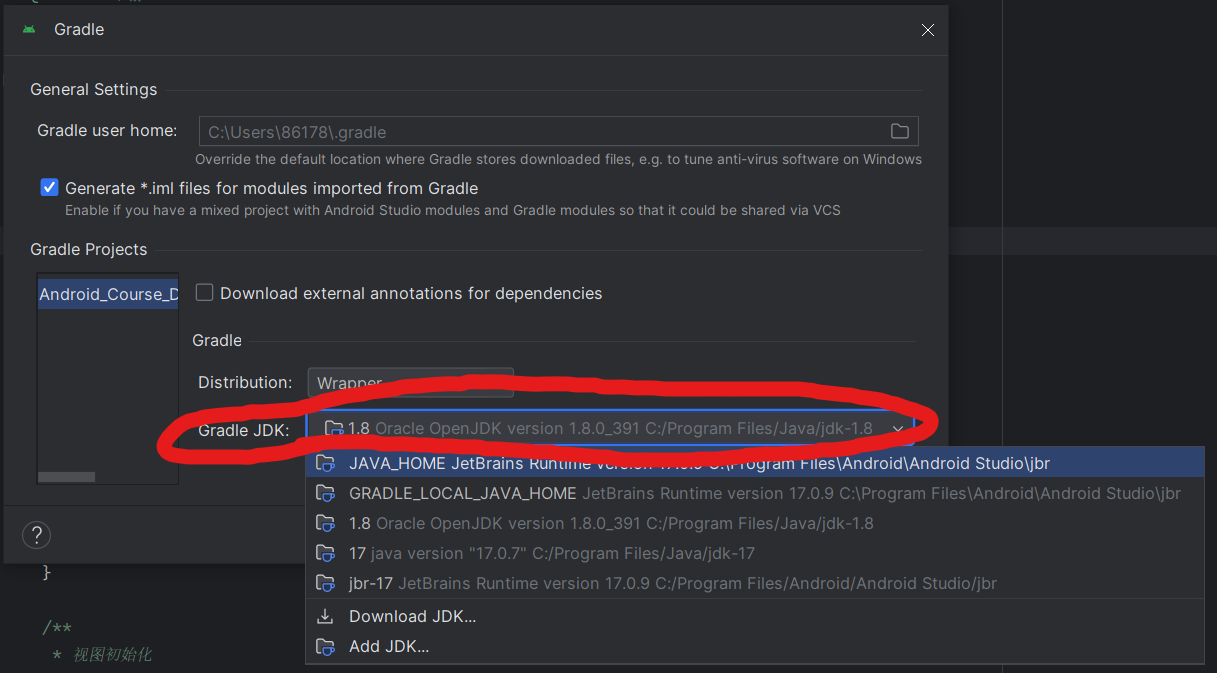 Gradle
General Settings
Gradle user home:
C:\Users\86178\.gradle
Override the default location where Gradle stores downloaded files, e.g. to tune anti-virus software on Windows
Generate *.iml files for modules imported from Gradle
Enable if you have a mixed project with Android Studio modules and Gradle modules so that it could be shared via VCS
Gradle Projects
Android_Course_D
Download external annotations for dependencies
Gradle
Distribution:
Wrapper
Gradle JDK:
1.8 Oracle OpenJDK version 1.8.0_391 C:/Program Files/Java/jdk-1.8
JAVA_HOME JetBrains Runtime version 17.0.9 C:\Program Files\Android\Android Studio\jbr
GRADLE_LOCAL_JAVA_HOME JetBrains Runtime version 17.0.9 C:\Program Files\Android\Android Studio\jbr
1.8 Oracle OpenJDK version 1.8.0_391 C:/Program Files/Java/jdk-1.8
17 java version "17.0.7" C:/Program Files/Java/jdk-17
jbr-17 JetBrains Runtime version 17.0.9 C:/Program Files/Android/Android Studio/jbr
Download JDK...
Add JDK...
?
}
/**
* 视图初始化